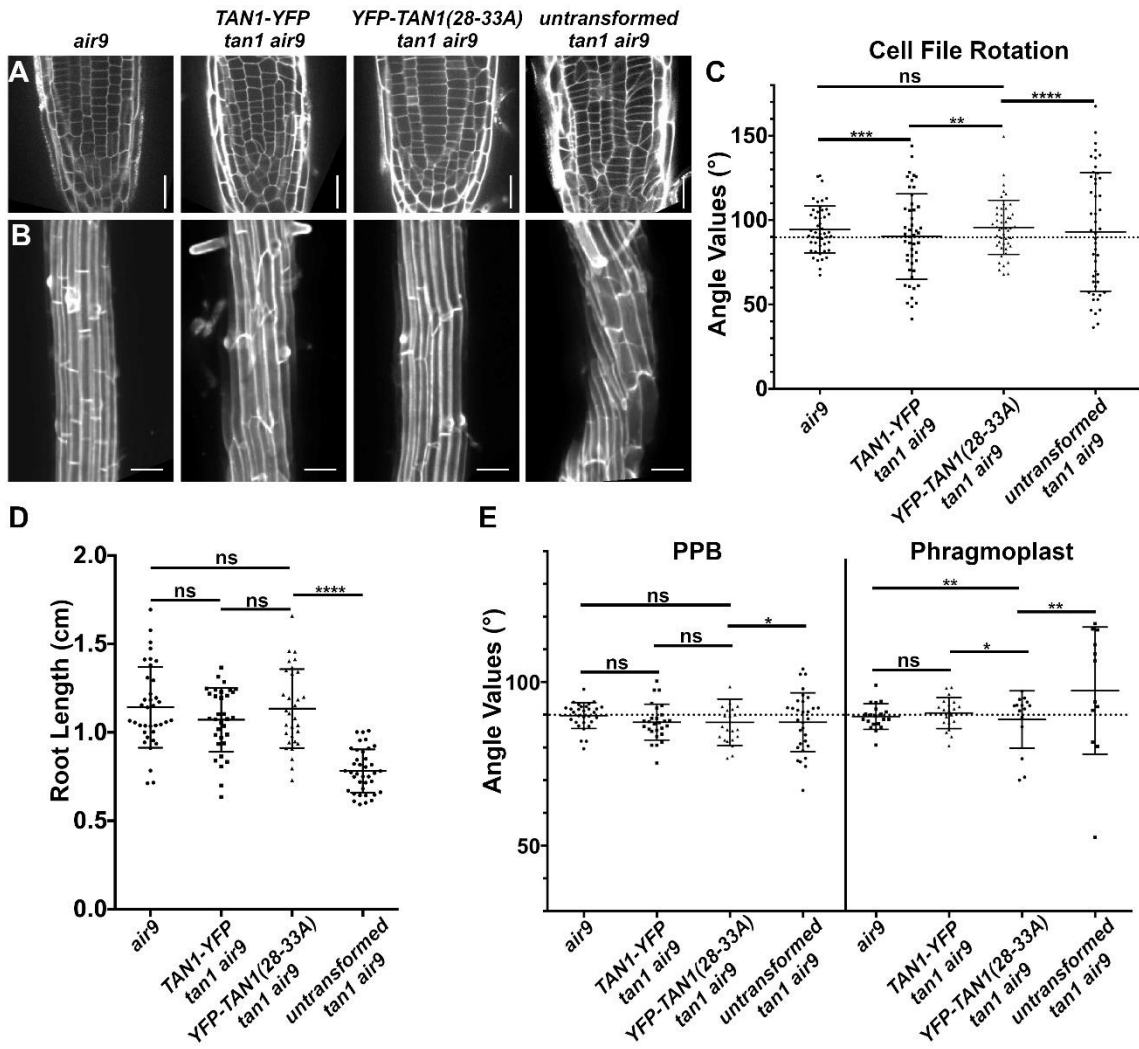 air9
TAN1-YFP
tan1 air9
YFP-TAN1(28-33A)
tan1 air9
untransformed
tan1 air9
A
B
C
Cell File Rotation
ns
****
***
**
Angle Values (°)
150
100
50
0
air9
TAN1-YFP
tan1 air9
YFP-TAN1(28-33A)
tan1 air9
untransformed
tan1 air9
D
ns
ns
ns
****
Root Length (cm)
2.0
1.5
1.0
0.5
0.0
air9
TAN1-YFP
tan1 air9
YFP-TAN1(28-33A)
tan1 air9
untransformed
tan1 air9
E
PPB
Phragmoplast
ns
ns
ns
*
**
ns
*
**
Angle Values (°)
100
50
air9
TAN1-YFP
tan1 air9
YFP-TAN1(28-33A)
tan1 air9
untransformed
tan1 air9
air9
TAN1-YFP
tan1 air9
YFP-TAN1(28-33A)
tan1 air9
untransformed
tan1 air9